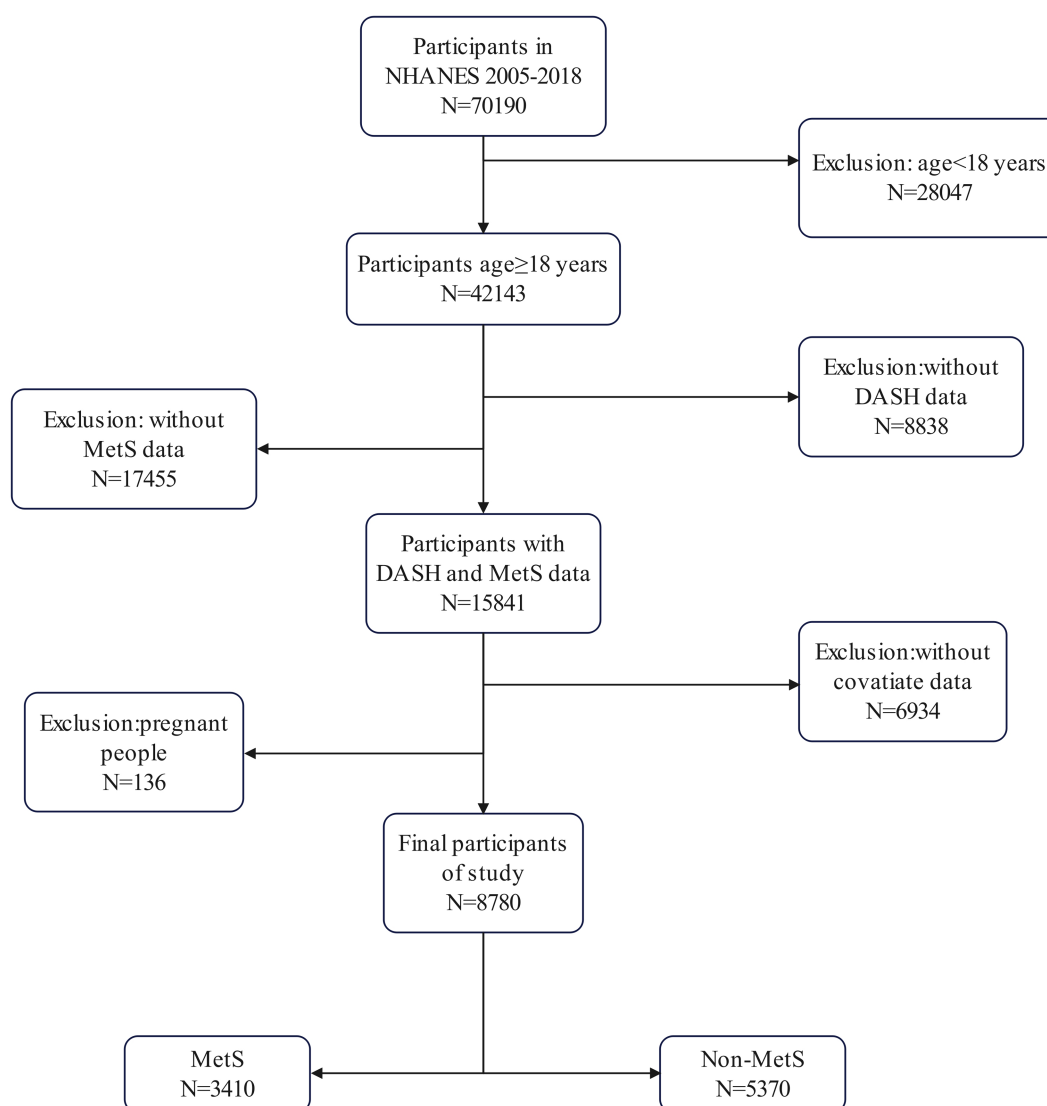 Participants in
NHANES 2005-2018
N=70190
Exclusion: age<18 years
N=28047
Participants age≥18 years
N=42143
Exclusion:without
DASH data
N=8838
Exclusion: without
MetS data
N=17455
Participants with
DASH and MetS data
N=15841
Exclusion:without
covatiate data
N=6934
Exclusion:pregnant
people
N=136
Final participants
of study
N=8780
MetS
N=3410
Non-MetS
N=5370